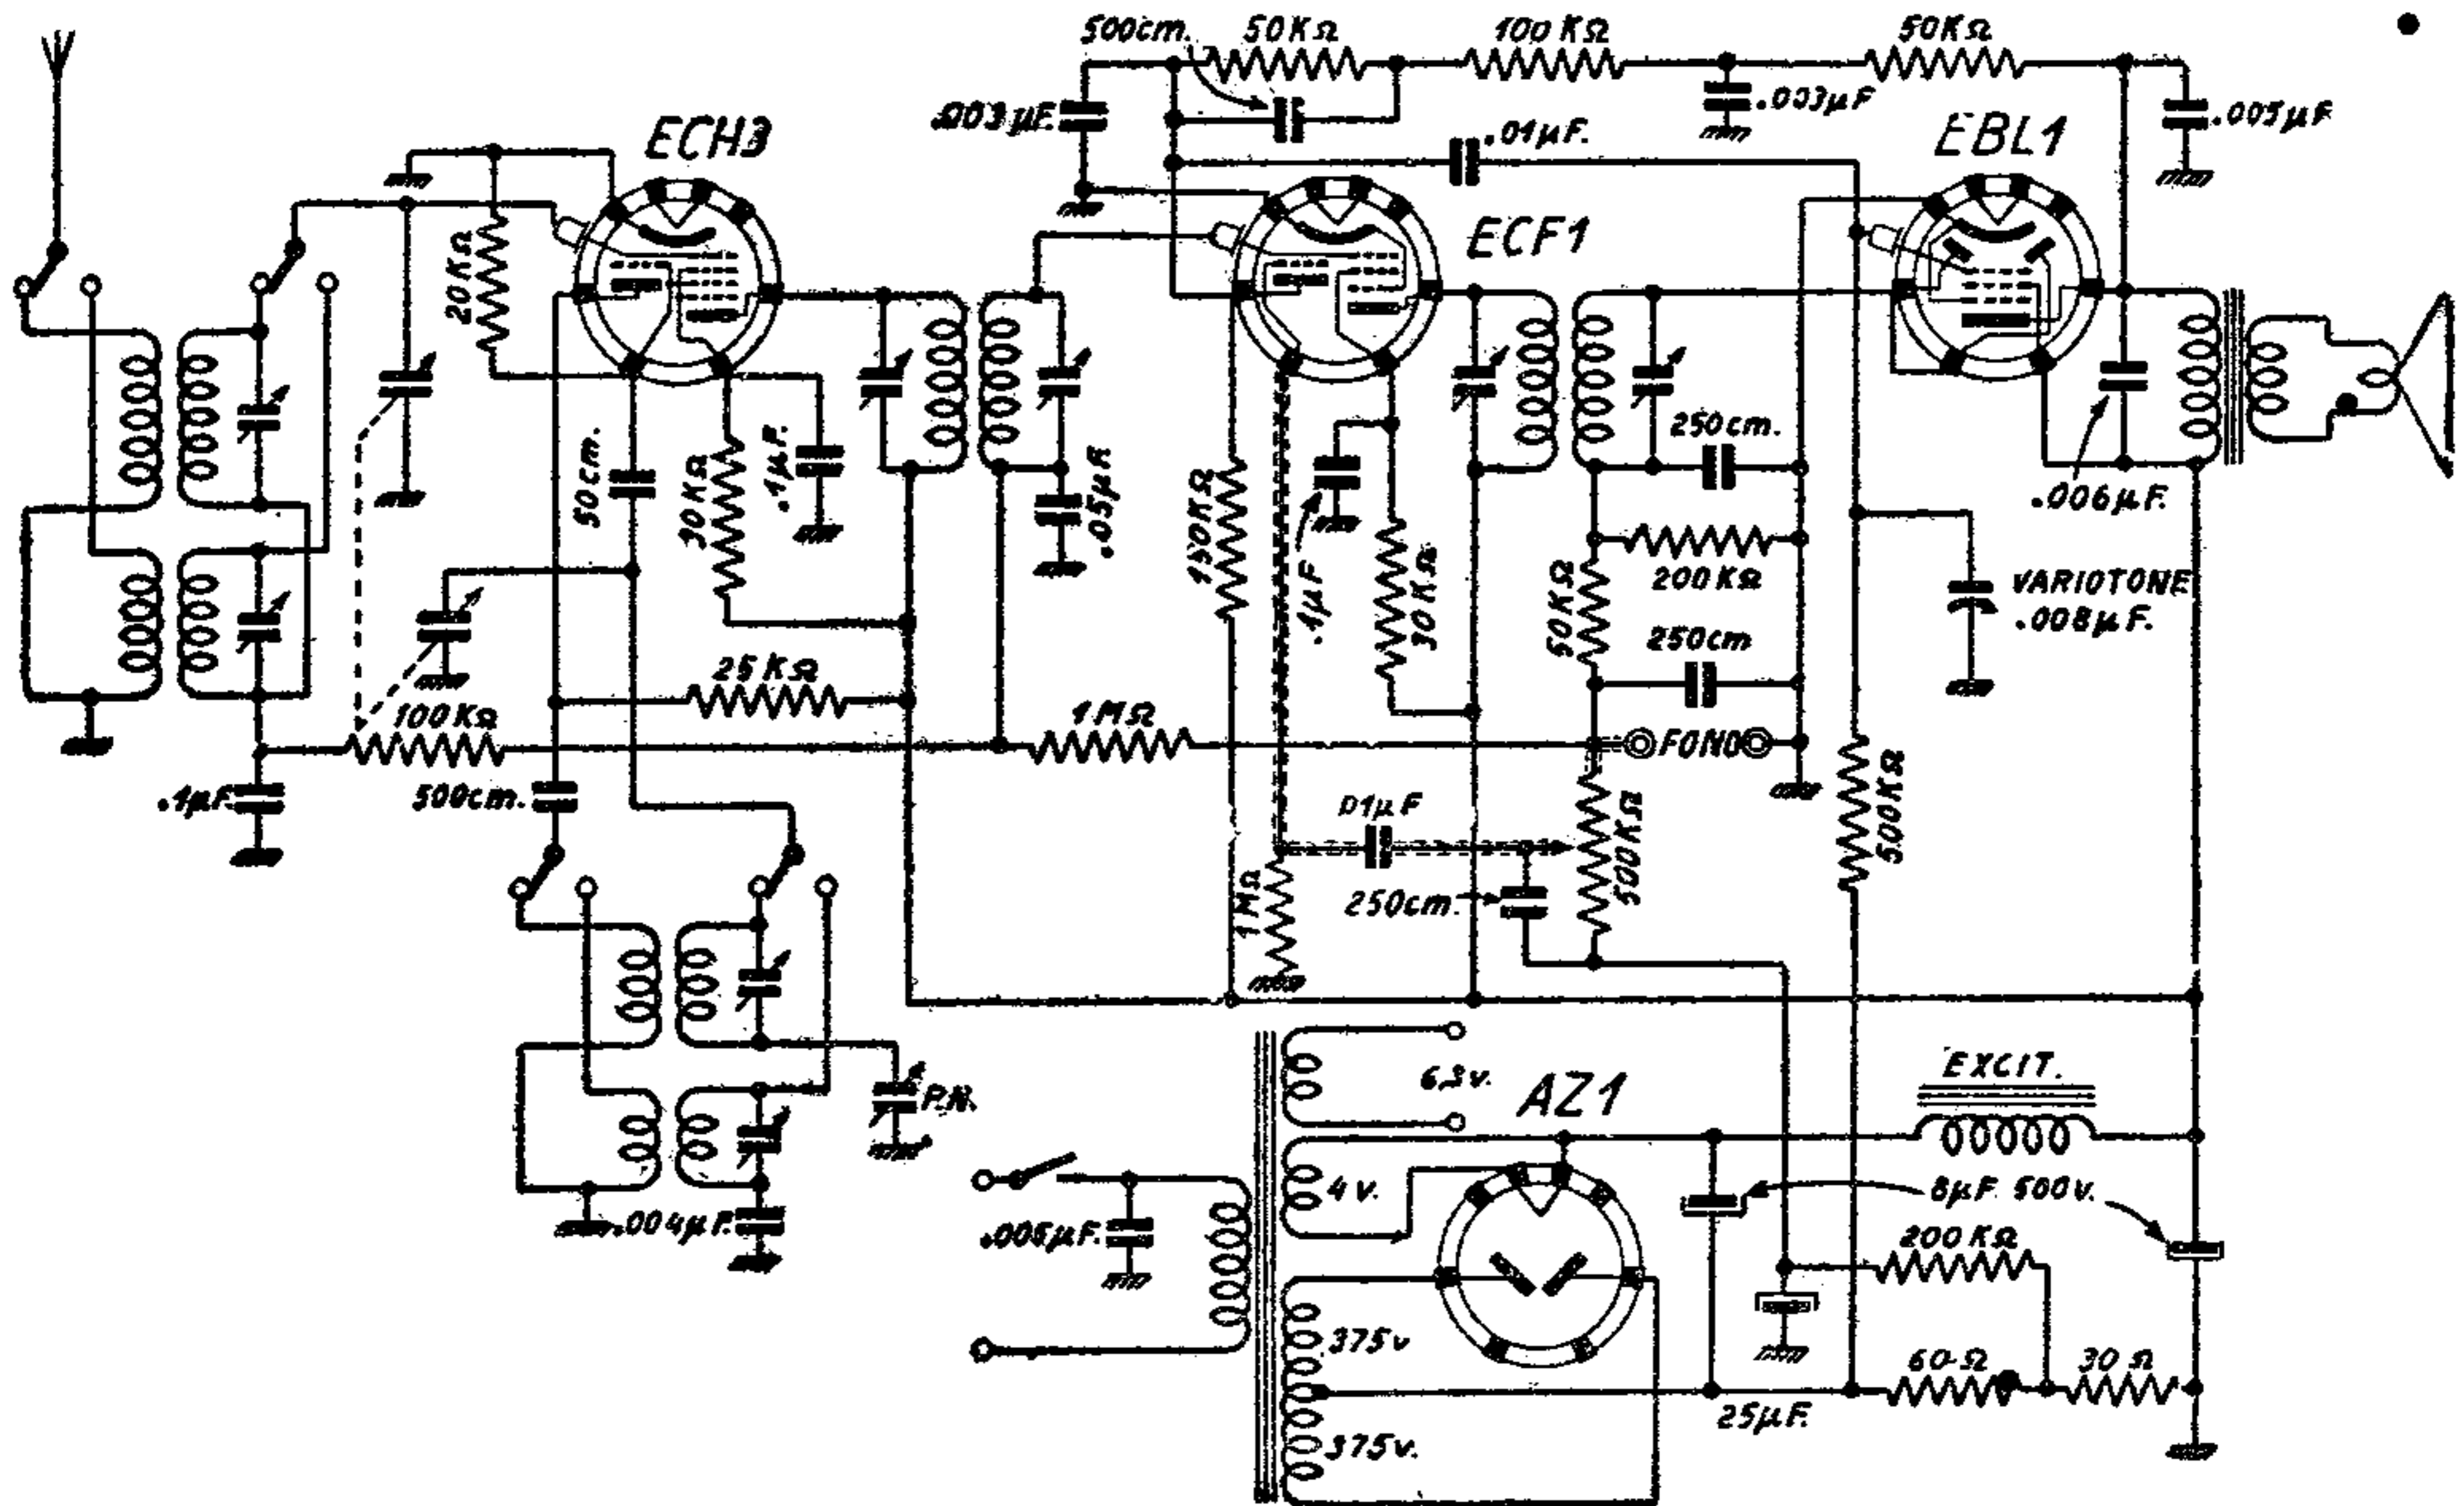 500cm.
50KΩ
100KΩ
50KΩ
.003µF.
.003µF
.005µF.
.01µF.
ECH3
ECF1
EBL1
20KΩ
50cm.
30KΩ
.1µF.
.05µF.
150KΩ
.1µF
30KΩ
250cm.
200KΩ
50KΩ
250cm
.006µF.
VARIOTONE
.008µF.
25KΩ
100KΩ
1MΩ
FONO
.1µF.
500cm.
01µF
500KΩ
500KΩ
250cm.
1MΩ
P.N.
.004µF.
6,3v.
AZ1
EXCIT.
4v.
8µF. 500v.
.005µF.
200KΩ
375v
60Ω
30Ω
25µF.
375v.